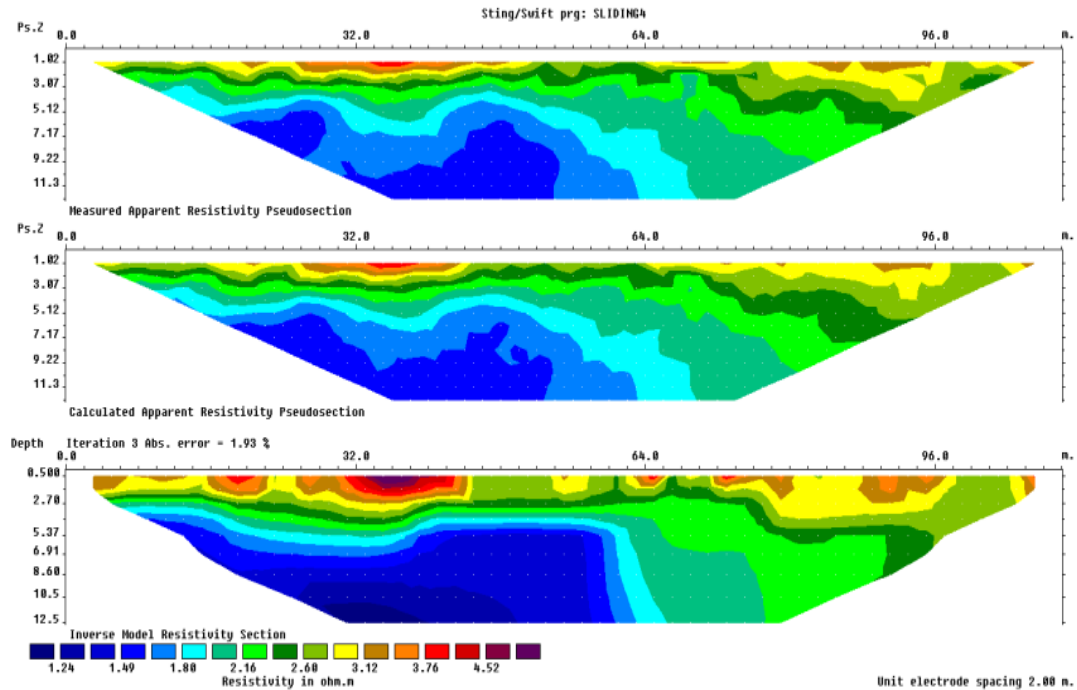 Sting/Swift prg: SLIDING4
Ps.Z 0.0 32.0 64.0 96.0 m.
1.02
3.07
5.12
7.17
9.22
11.3
Measured Apparent Resistivity Pseudosection
Ps.Z 0.0 32.0 64.0 96.0 m.
1.02
3.07
5.12
7.17
9.22
11.3
Calculated Apparent Resistivity Pseudosection
Depth Iteration 3 Abs. error = 1.93 %
0.0 32.0 64.0 96.0 m.
0.500
2.70
5.37
6.91
8.60
10.5
12.5
Inverse Model Resistivity Section
1.24 1.49 1.80 2.16 2.60 3.12 3.76 4.52
Resistivity in ohm.m Unit electrode spacing 2.00 m.